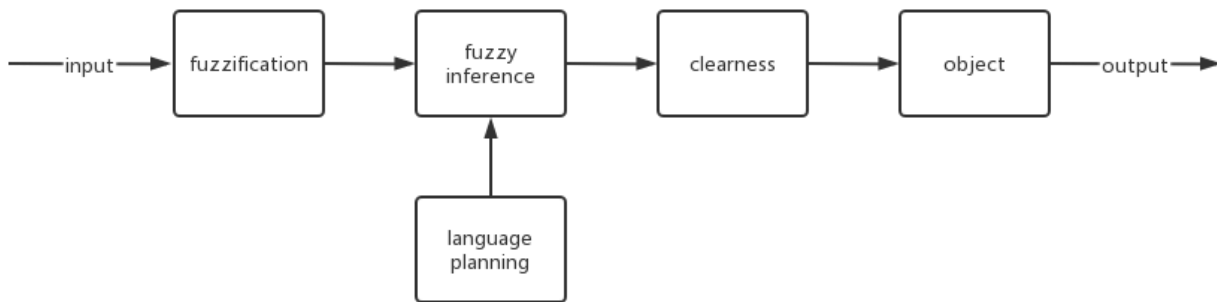 input
fuzzification
fuzzy
inference
clearness
object
output
language
planning